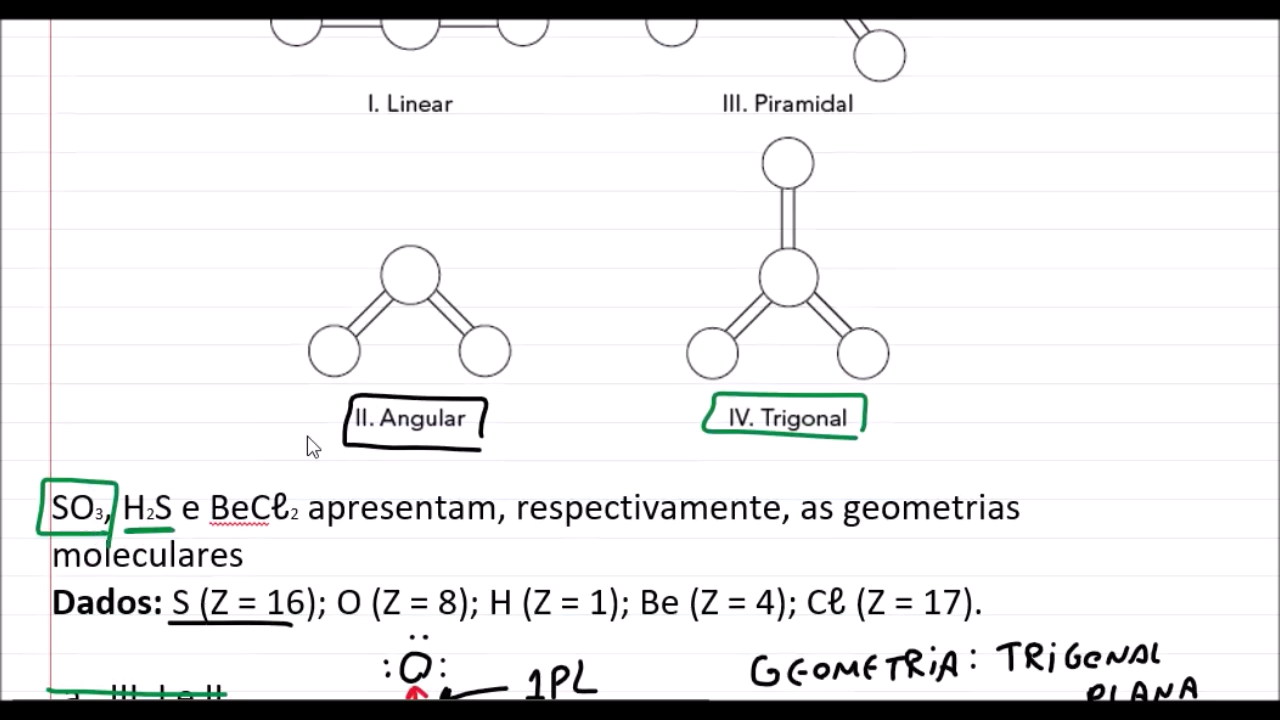 I. Linear
III. Piramidal
II. Angular
IV. Trigonal
SO₃, H₂S e BeCℓ₂ apresentam, respectivamente, as geometrias
moleculares
Dados: S (Z = 16); O (Z = 8); H (Z = 1); Be (Z = 4); Cℓ (Z = 17).
:O:
1PL
GEOMETRIA: TRIGONAL
PLANA